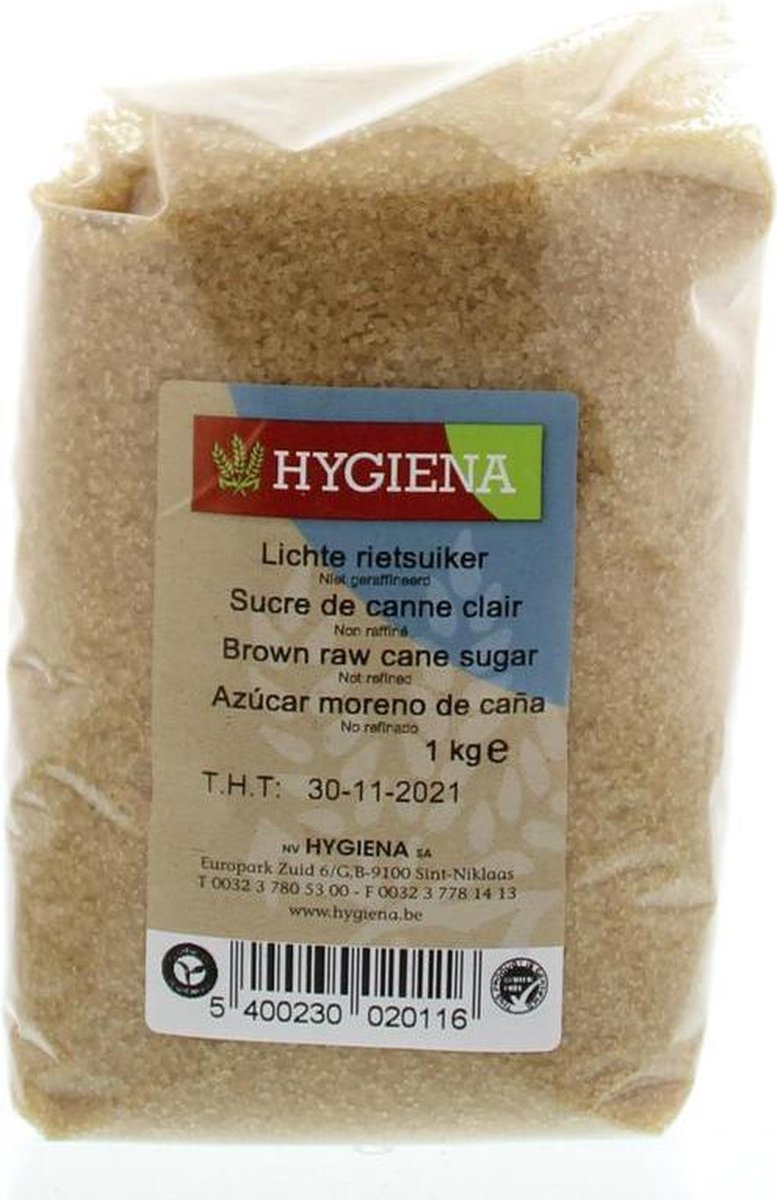 HYGIENA
Lichte rietsuiker
Niet geraffineerd
Sucre de canne clair
Non raffiné
Brown raw cane sugar
Not refined
Azúcar moreno de caña
No refinado
1 kg e
T.H.T: 30-11-2021
NV HYGIENA SA
Europark Zuid 6/G,B-9100 Sint-Niklaas
T 0032 3 780 53 00 - F 0032 3 778 14 13
www.hygiena.be
5 400230 020116